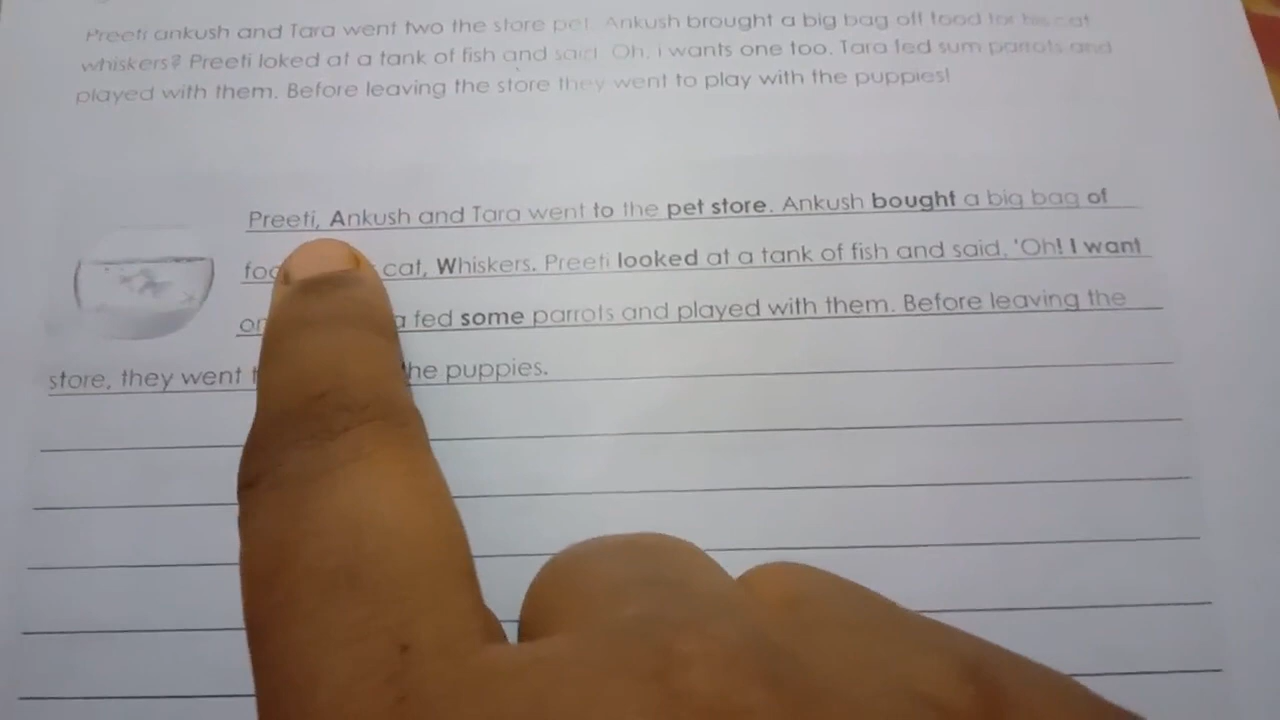 Preeti ankush and Tara went two the store pet. Ankush brought a big bag off food for his cat
whiskers? Preeti loked at a tank of fish and said. Oh, i wants one too. Tara fed sum parrots and
played with them. Before leaving the store they went to play with the puppies!
Preeti, Ankush and Tara went to the pet store. Ankush bought a big bag of
cat, Whiskers. Preeti looked at a tank of fish and said, 'Oh! I want
fed some parrots and played with them. Before leaving the
store, they went puppies.